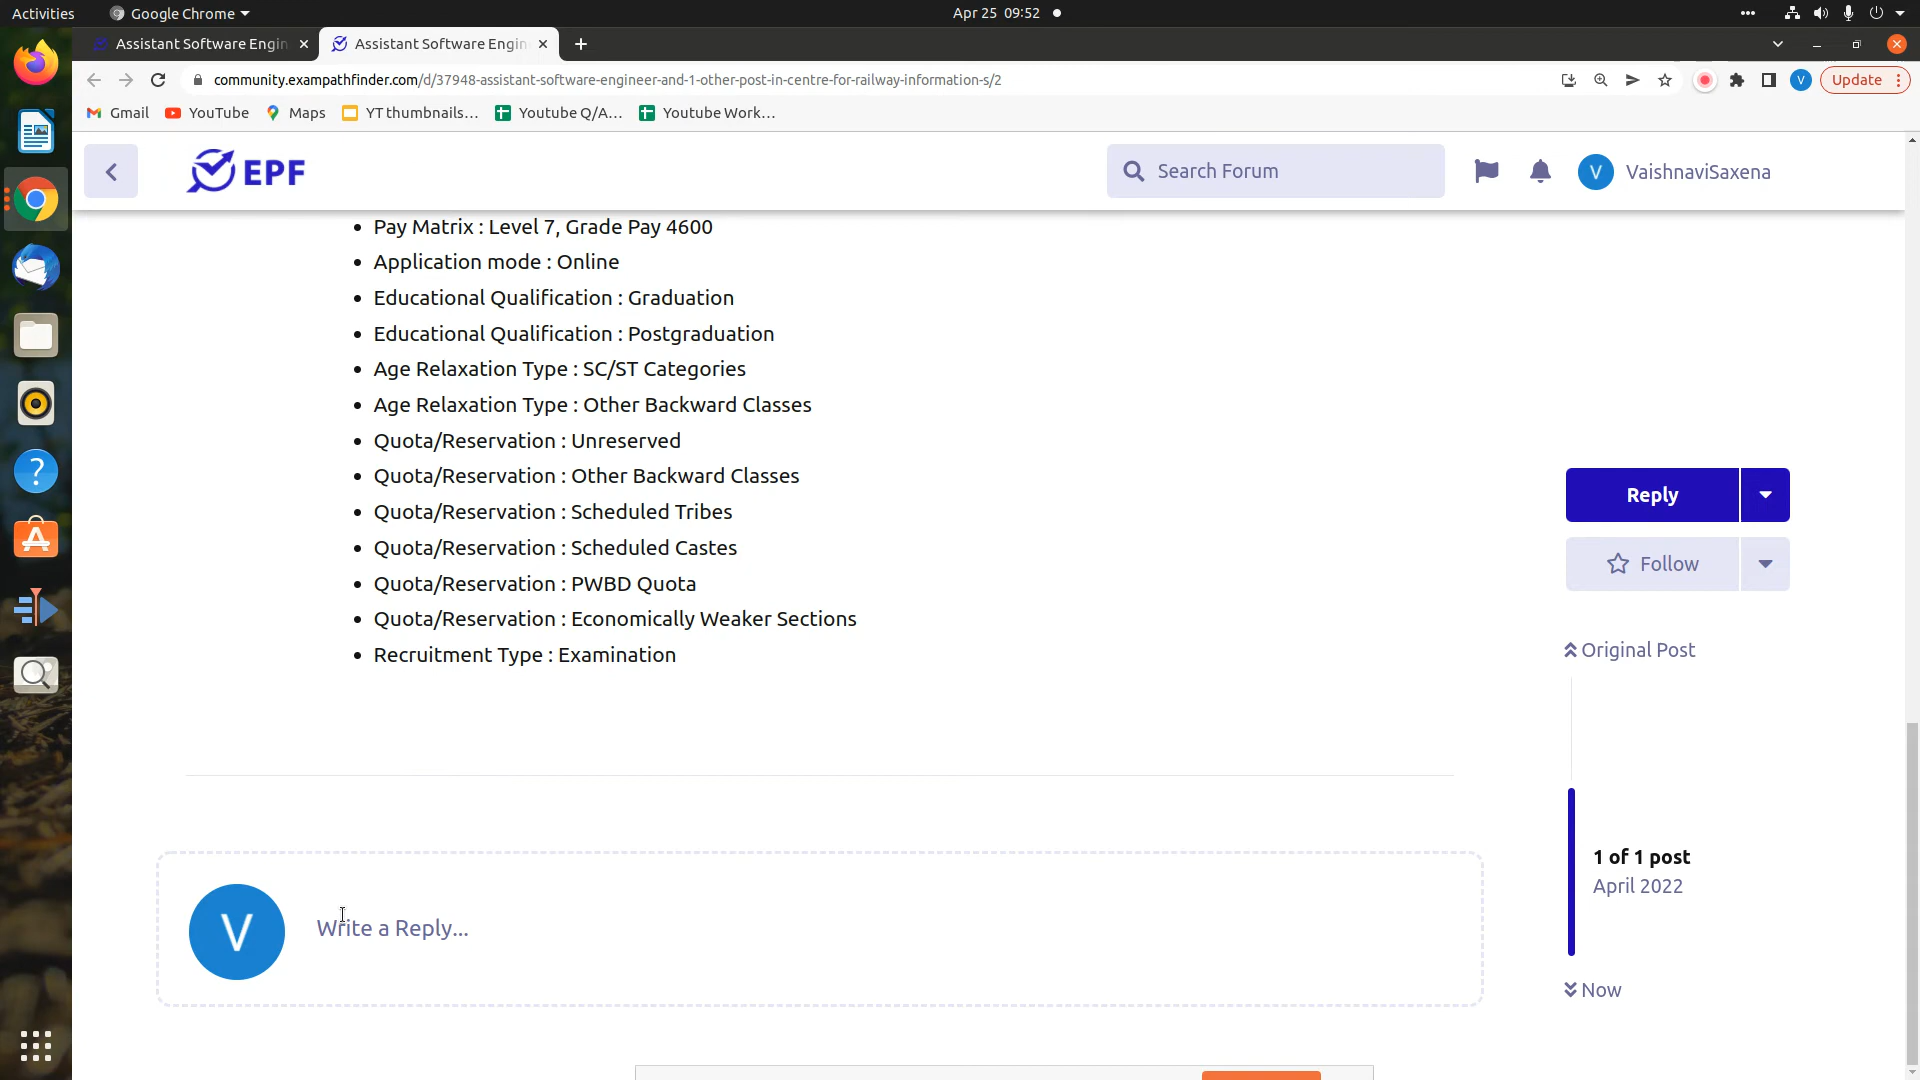 Activities
Google Chrome
Apr 25 09:52
Assistant Software Engin
Assistant Software Engin
community.exampathfinder.com/d/37948-assistant-software-engineer-and-1-other-post-in-centre-for-railway-information-s/2
V
Update
Gmail
YouTube
Maps
YT thumbnails...
Youtube Q/A...
Youtube Work...
EPF
Search Forum
V
VaishnaviSaxena
• Pay Matrix : Level 7, Grade Pay 4600
• Application mode : Online
• Educational Qualification : Graduation
• Educational Qualification : Postgraduation
• Age Relaxation Type : SC/ST Categories
• Age Relaxation Type : Other Backward Classes
• Quota/Reservation : Unreserved
• Quota/Reservation : Other Backward Classes
• Quota/Reservation : Scheduled Tribes
• Quota/Reservation : Scheduled Castes
• Quota/Reservation : PWBD Quota
• Quota/Reservation : Economically Weaker Sections
• Recruitment Type : Examination
Reply
Follow
Original Post
1 of 1 post
April 2022
Now
V
Write a Reply...